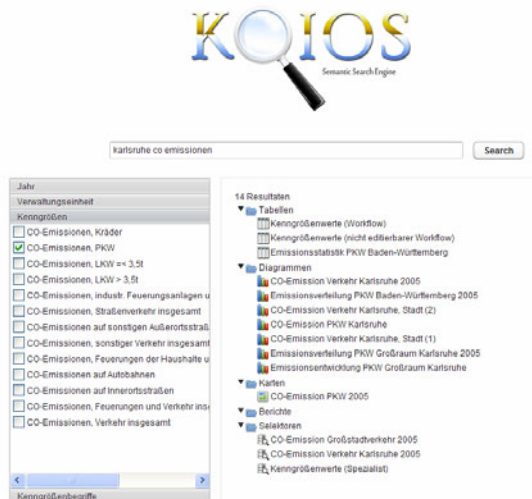 KOIOS
Semantic Search Engine
karlsruhe co emissionen
Search
Jahr
Verwaltungseinheit
Kenngrößen
CO-Emissionen, Kräder
CO-Emissionen, PKW
CO-Emissionen, LKW =< 3,5t
CO-Emissionen, LKW > 3,5t
CO-Emissionen, industr. Feuerungsanlagen u
CO-Emissionen, Straßenverkehr insgesamt
CO-Emissionen auf sonstigen Außerortsstraß
CO-Emissionen, sonstiger Verkehr insgesamt
CO-Emissionen, Feuerungen der Haushalte u
CO-Emissionen auf Autobahnen
CO-Emissionen auf Innerortsstraßen
CO-Emissionen, Feuerungen und Verkehr ins
CO-Emissionen, Verkehr insgesamt
Kenngrößenbegriffe
14 Resultaten
Tabellen
Kenngrößenwerte (Workflow)
Kenngrößenwerte (nicht editierbarer Workflow)
Emissionsstatistik PKW Baden-Württemberg
Diagrammen
CO-Emission Verkehr Karlsruhe 2005
Emissionsverteilung PKW Baden-Württemberg 2005
CO-Emission Verkehr Karlsruhe, Stadt (2)
CO-Emission PKW Karlsruhe
CO-Emission Verkehr Karlsruhe, Stadt (1)
Emissionsverteilung PKW Großraum Karlsruhe 2005
Emissionsentwicklung PKW Großraum Karlsruhe
Karten
CO-Emission PKW 2005
Berichte
Selektoren
CO-Emission Großstadtverkehr 2005
CO-Emission Verkehr Karlsruhe 2005
Kenngrößenwerte (Spezialist)